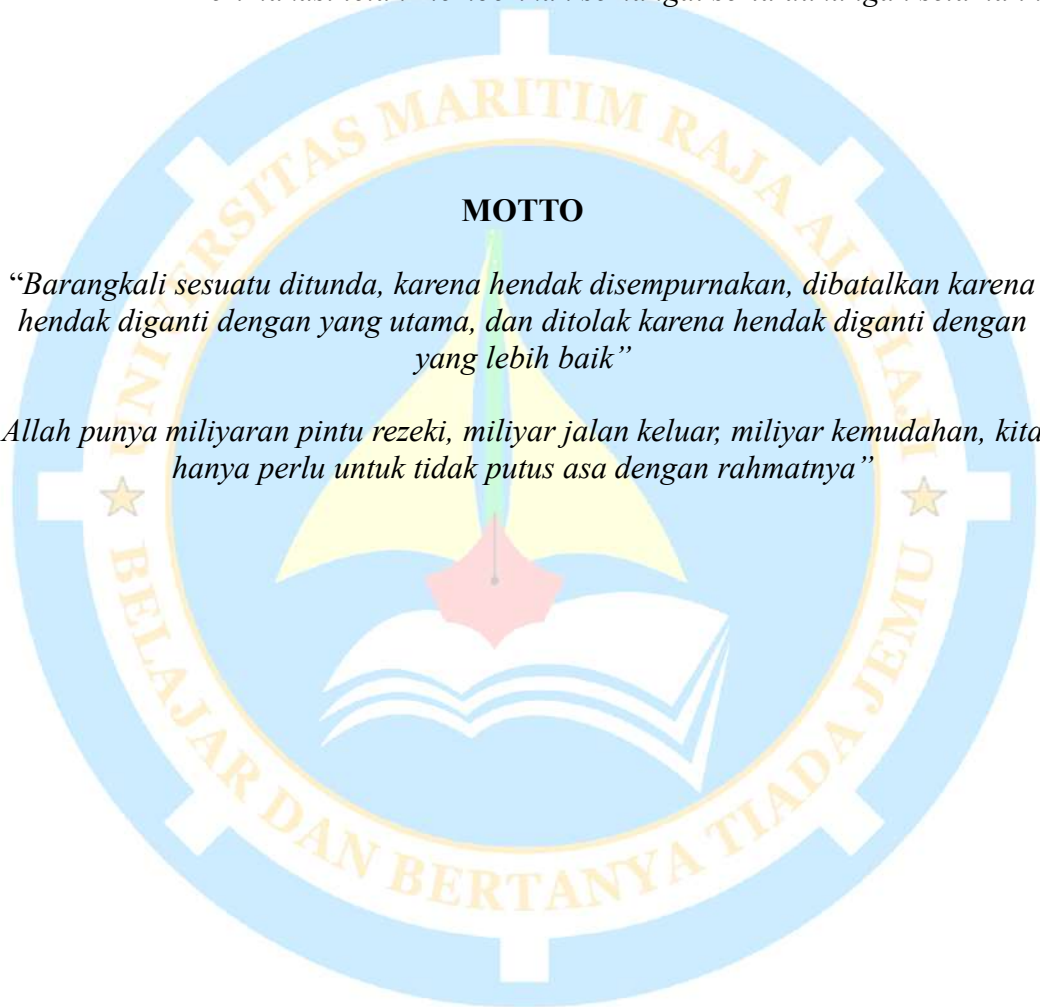 MOTTO
“Barangkali sesuatu ditunda, karena hendak disempurnakan, dibatalkan karena
hendak diganti dengan yang utama, dan ditolak karena hendak diganti dengan
yang lebih baik”
Allah punya miliyaran pintu rezeki, miliyar jalan keluar, miliyar kemudahan, kita
hanya perlu untuk tidak putus asa dengan rahmatnya”
UNIVERSITAS MARITIM RAJA ALI HAJI
BELAJAR DAN BERTANYA TIADA JEMU